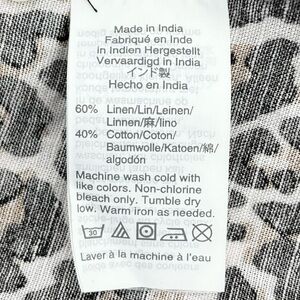 Made in India
Fabriqué en Inde
in Indien Hergestellt
Vervaardigd in India
インド製
Hecho en India
60% Linen/Lin/Leinen/
Linnen/麻/lino
40% Cotton/Coton/
Baumwolle/Katoen/綿/
algodón
Machine wash cold with
like colors. Non-chlorine
bleach only. Tumble dry
low. Warm iron as needed.
30
Laver à la machine à l'eau